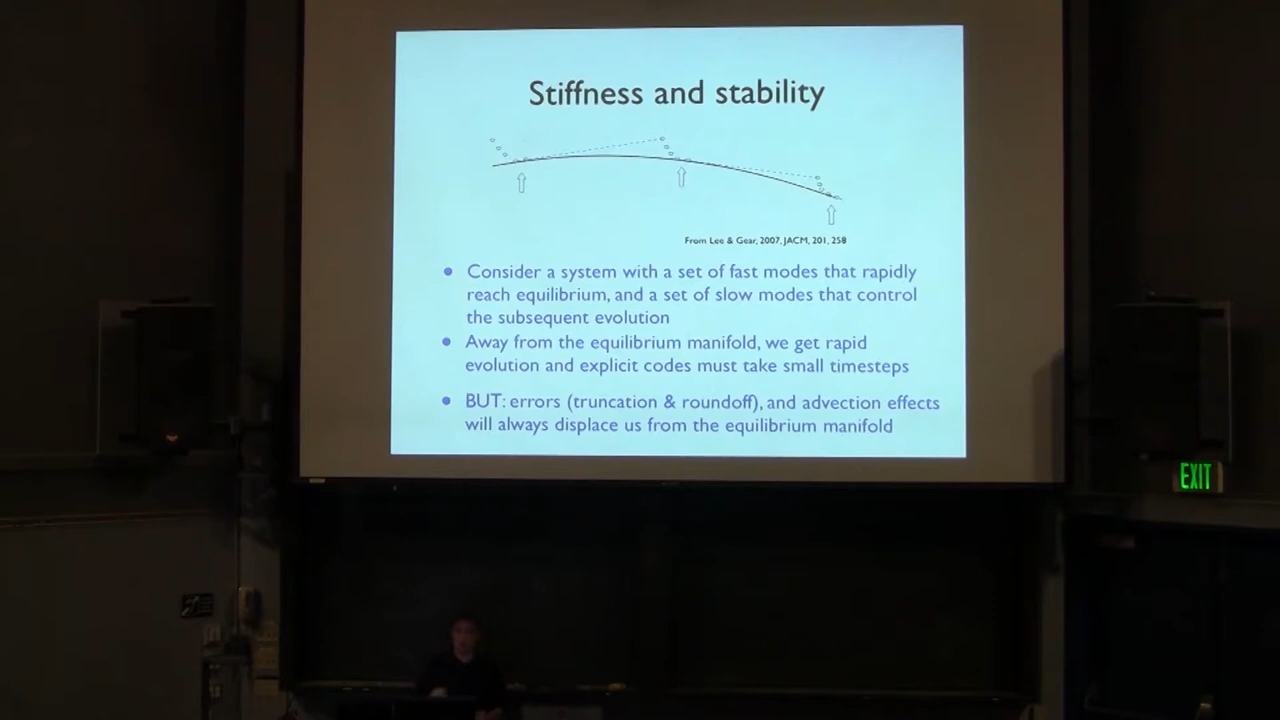 Stiffness and stability
From Lee & Gear, 2007, JACM, 201, 258
• Consider a system with a set of fast modes that rapidly
reach equilibrium, and a set of slow modes that control
the subsequent evolution
• Away from the equilibrium manifold, we get rapid
evolution and explicit codes must take small timesteps
• BUT: errors (truncation & roundoff), and advection effects
will always displace us from the equilibrium manifold
EXIT